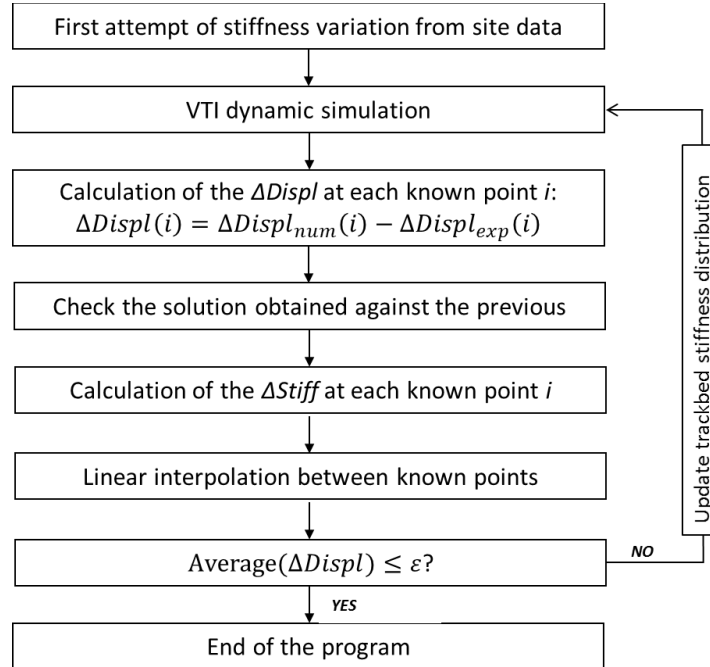 First attempt of stiffness variation from site data
VTI dynamic simulation
Calculation of the ΔDispl at each known point i:
ΔDispl(i) = ΔDispl_num(i) − ΔDispl_exp(i)
Check the solution obtained against the previous
Calculation of the ΔStiff at each known point i
Linear interpolation between known points
Average(ΔDispl) ≤ ε?
NO
Update trackbed stiffness distribution
YES
End of the program